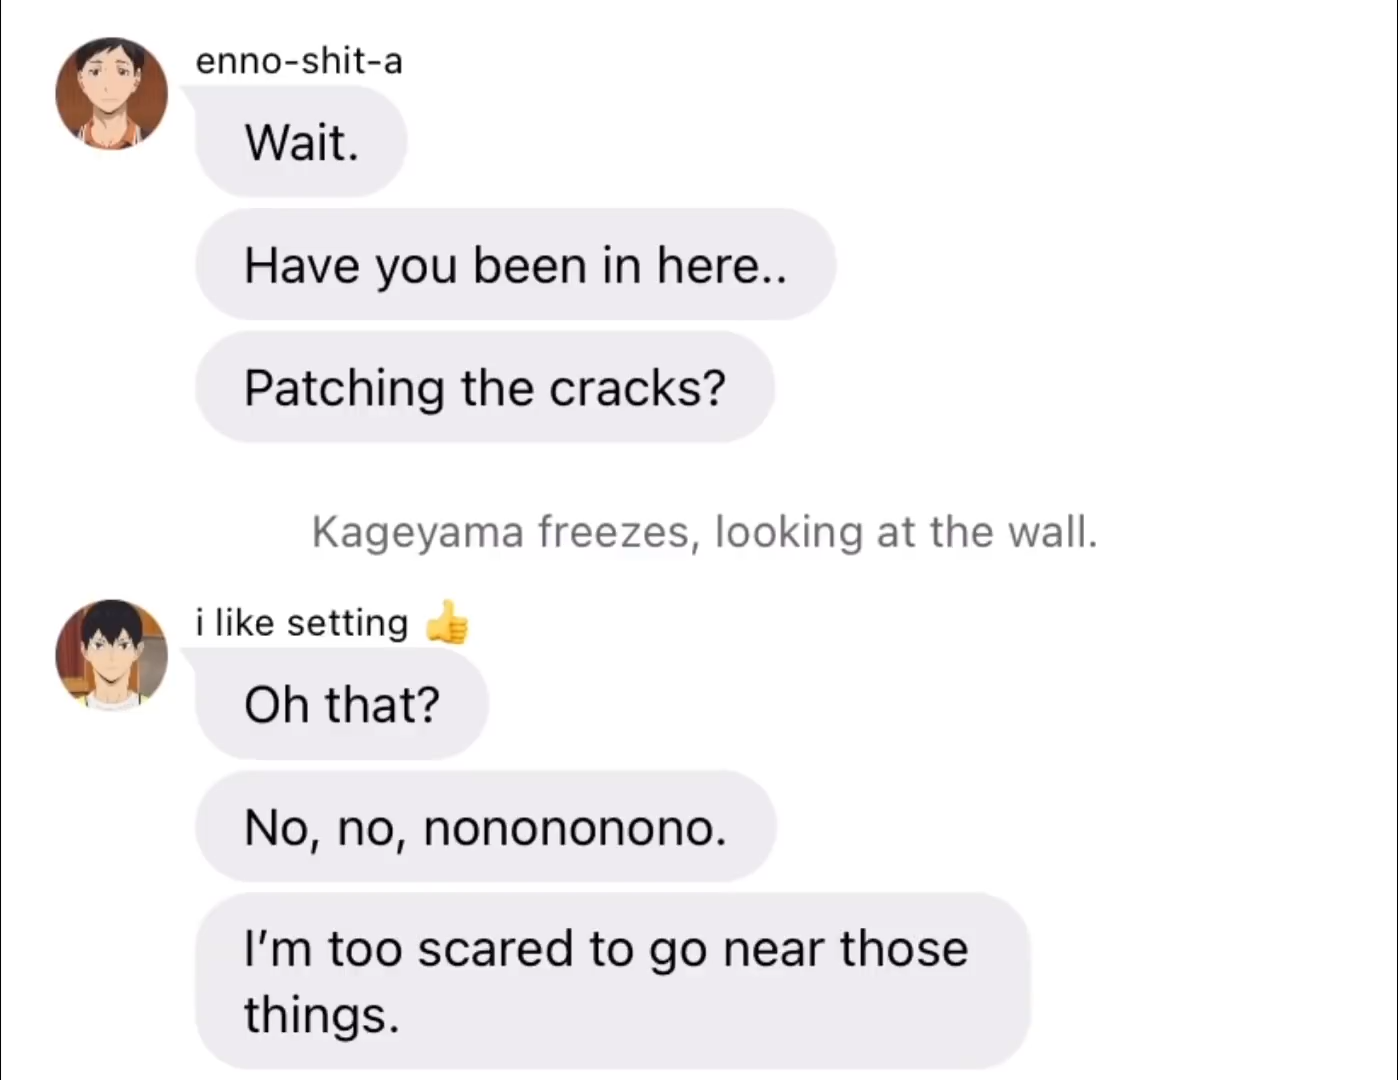 enno-shit-a
Wait.
Have you been in here..
Patching the cracks?
Kageyama freezes, looking at the wall.
i like setting 👍
Oh that?
No, no, nonononono.
I’m too scared to go near those
things.